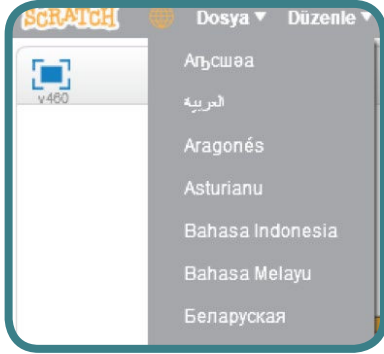 SCRATCH Dosya Düzenle
v460
Аҧсшәа
العربية
Aragonés
Asturianu
Bahasa Indonesia
Bahasa Melayu
Беларуская